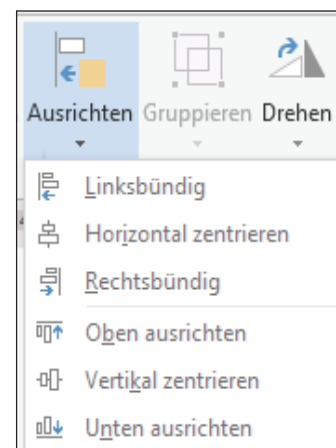 Ausrichten Gruppieren Drehen
Linksbündig
Horizontal zentrieren
Rechtsbündig
Oben ausrichten
Vertikal zentrieren
Unten ausrichten